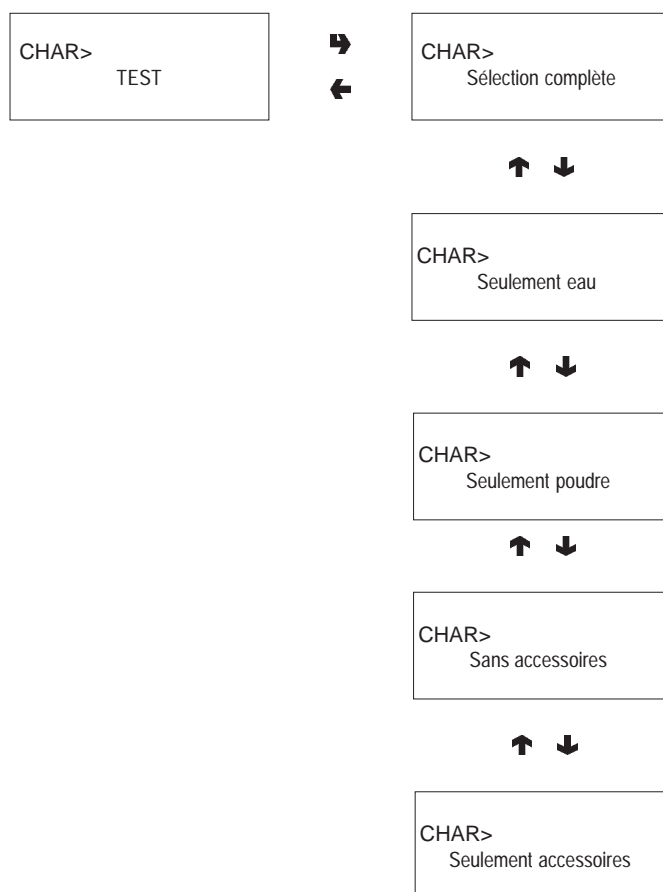 CHAR>
TEST
CHAR>
Sélection complète
CHAR>
Seulement eau
CHAR>
Seulement poudre
CHAR>
Sans accessoires
CHAR>
Seulement accessoires